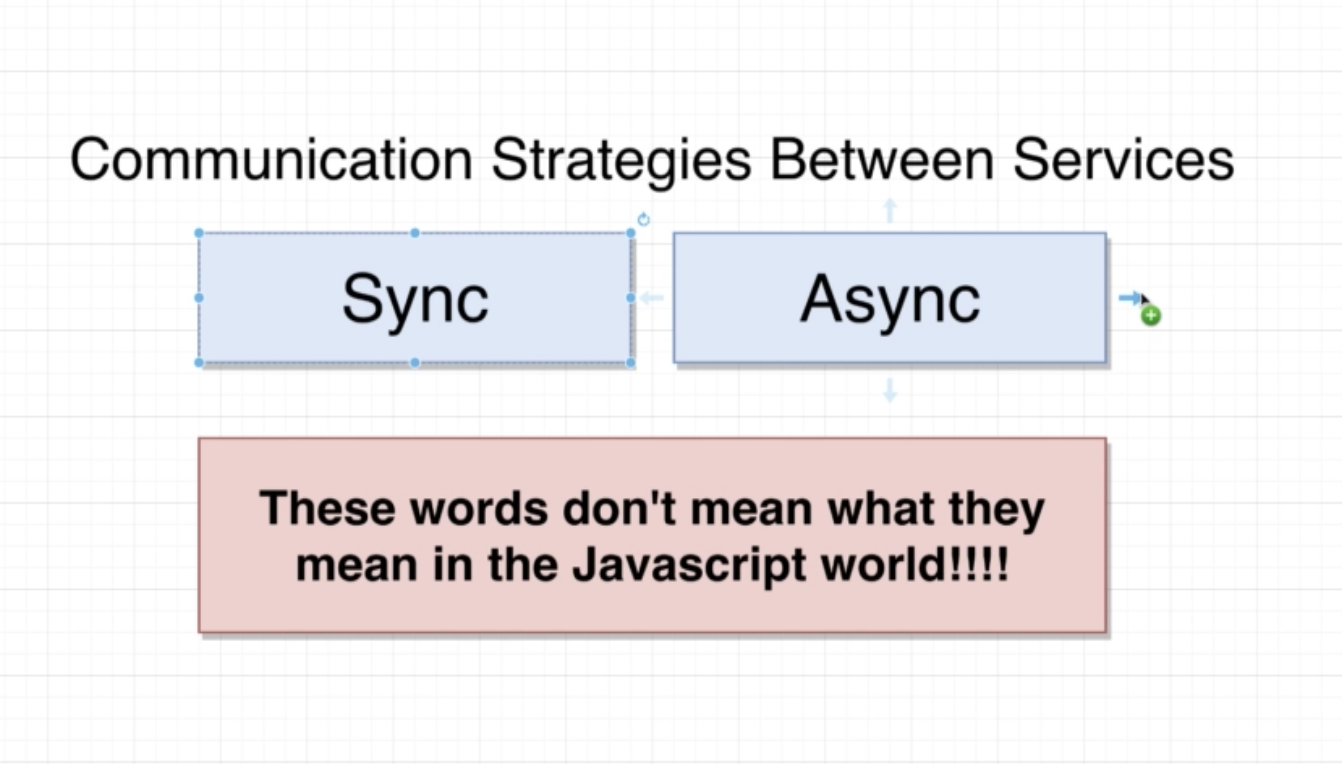 Communication Strategies Between Services
Sync
Async
These words don't mean what they
mean in the Javascript world!!!!